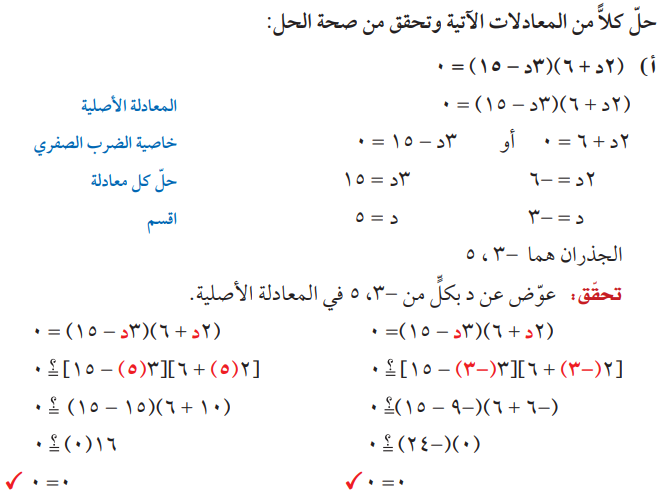 حلّ كلاًّ من المعادلات الآتية وتحقق من صحة الحل:
أ) (٢د + ٦)(٣د – ١٥) = ٠
(٢د + ٦)(٣د – ١٥) = ٠ المعادلة الأصلية
٢د + ٦ = ٠ أو ٣د – ١٥ = ٠ خاصية الضرب الصفري
٢د = –٦ ٣د = ١٥ حلّ كل معادلة
د = –٣ د = ٥ اقسم
الجذران هما –٣ ، ٥
تحقّق: عوّض عن د بكلٍّ من –٣، ٥ في المعادلة الأصلية.
(٢د + ٦)(٣د – ١٥) = ٠ (٢د + ٦)(٣د – ١٥) = ٠
[٢(–٣) + ٦][٣(–٣) – ١٥] ≟ ٠ [٢(٥) + ٦][٣(٥) – ١٥] ≟ ٠
(–٦ + ٦)(–٩ – ١٥) ≟ ٠ (١٠ + ٦)(١٥ – ١٥) ≟ ٠
(٠)(–٢٤) ≟ ٠ ١٦(٠) ≟ ٠
٠ = ٠ ✓ ٠ = ٠ ✓